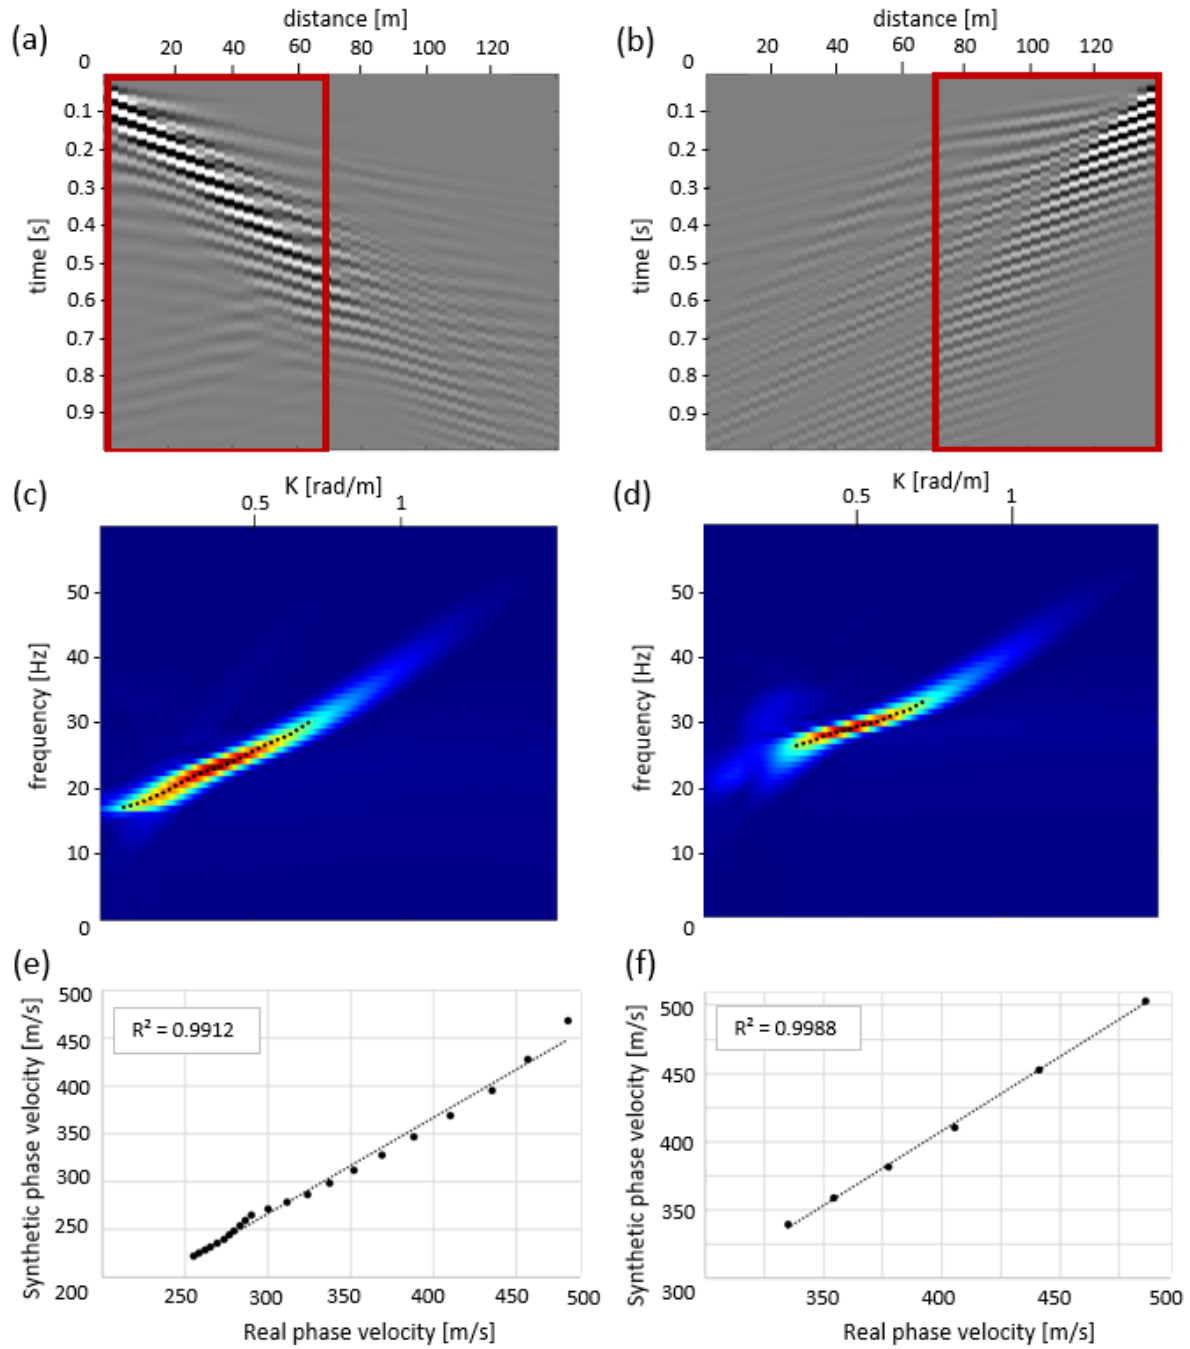 (a)
distance [m]
0 20 40 60 80 100 120
time [s]
0.1
0.2
0.3
0.4
0.5
0.6
0.7
0.8
0.9
(b)
distance [m]
0 20 40 60 80 100 120
time [s]
0.1
0.2
0.3
0.4
0.5
0.6
0.7
0.8
0.9
(c)
K [rad/m]
0.5 1
frequency [Hz]
50
40
30
20
10
0
(d)
K [rad/m]
0.5 1
frequency [Hz]
50
40
30
20
10
0
(e)
R² = 0.9912
Synthetic phase velocity [m/s]
500
450
400
350
300
250
200
250 300 350 400 450 500
Real phase velocity [m/s]
(f)
R² = 0.9988
Synthetic phase velocity [m/s]
500
450
400
350
300
350 400 450 500
Real phase velocity [m/s]